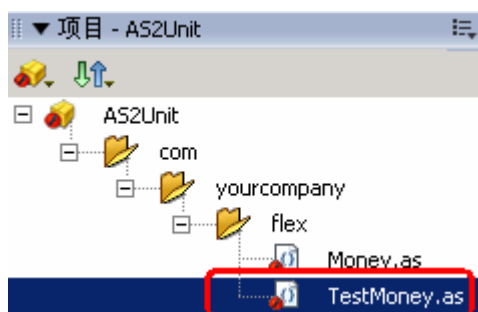 项目 - AS2Unit
AS2Unit
com
yourcompany
flex
Money.as
TestMoney.as